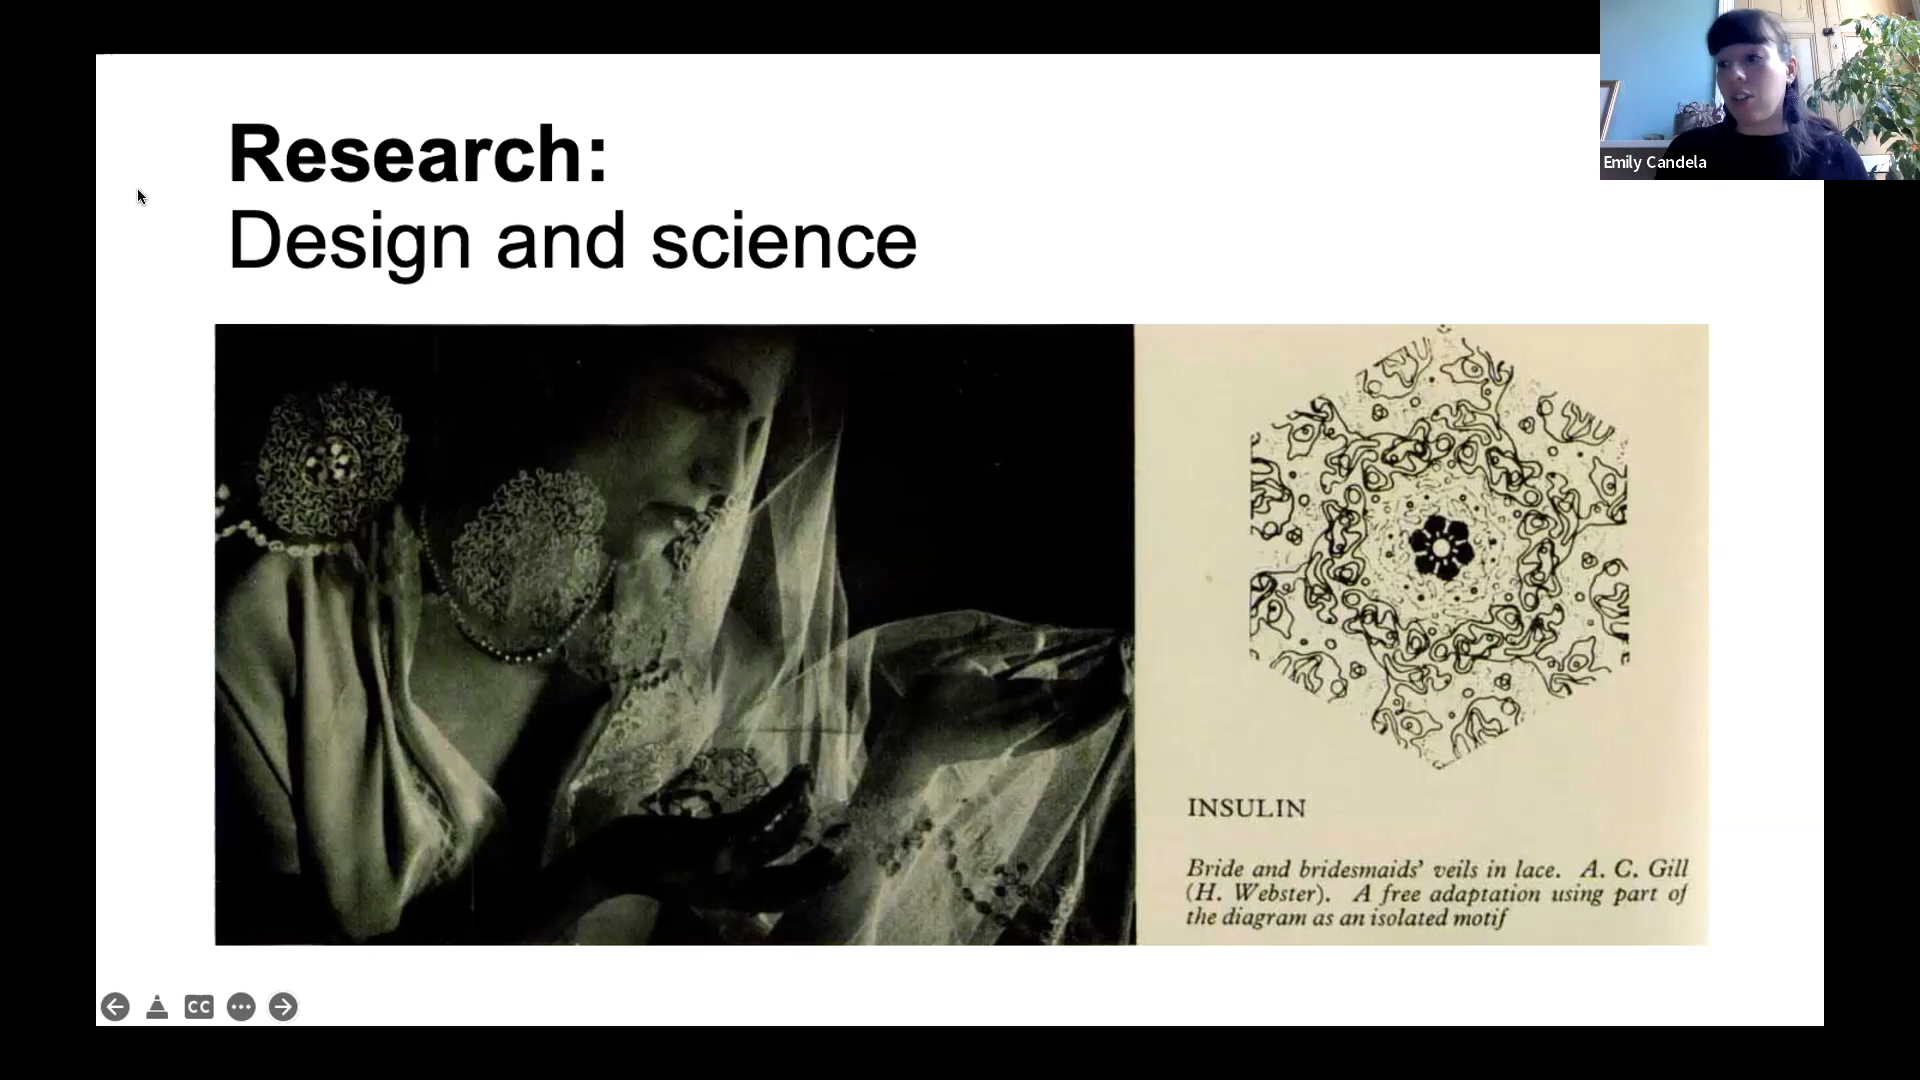 Research:
Design and science
Emily Candela
INSULIN
Bride and bridesmaids' veils in lace. A. C. Gill
(H. Webster). A free adaptation using part of
the diagram as an isolated motif
CC